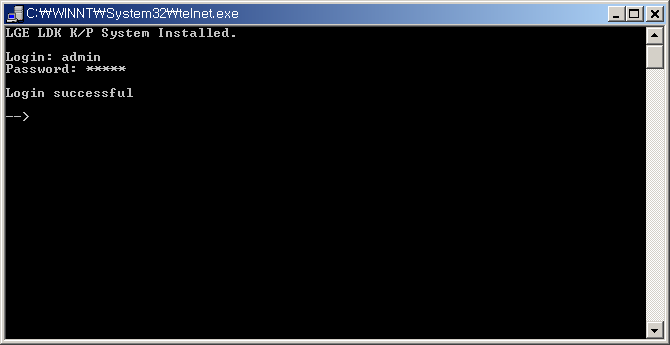 C:₩WINNT₩System32₩telnet.exe
LGE LDK K/P System Installed.
Login: admin
Password: *****
Login successful
-->